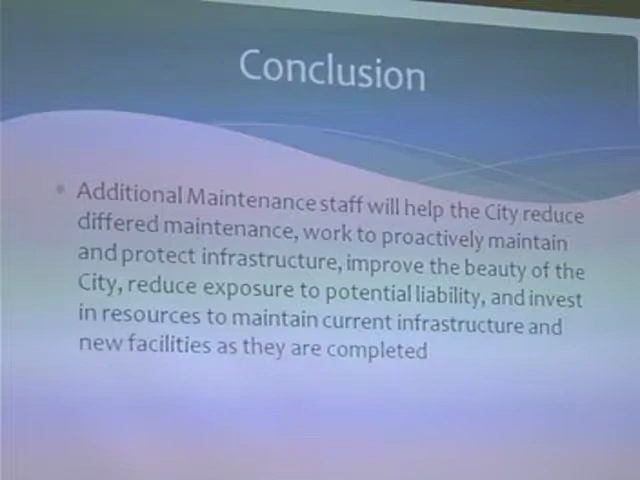 Conclusion
Additional Maintenance staff will help the City reduce
differed maintenance, work to proactively maintain
and protect infrastructure, improve the beauty of the
City, reduce exposure to potential liability, and invest
in resources to maintain current infrastructure and
new facilities as they are completed